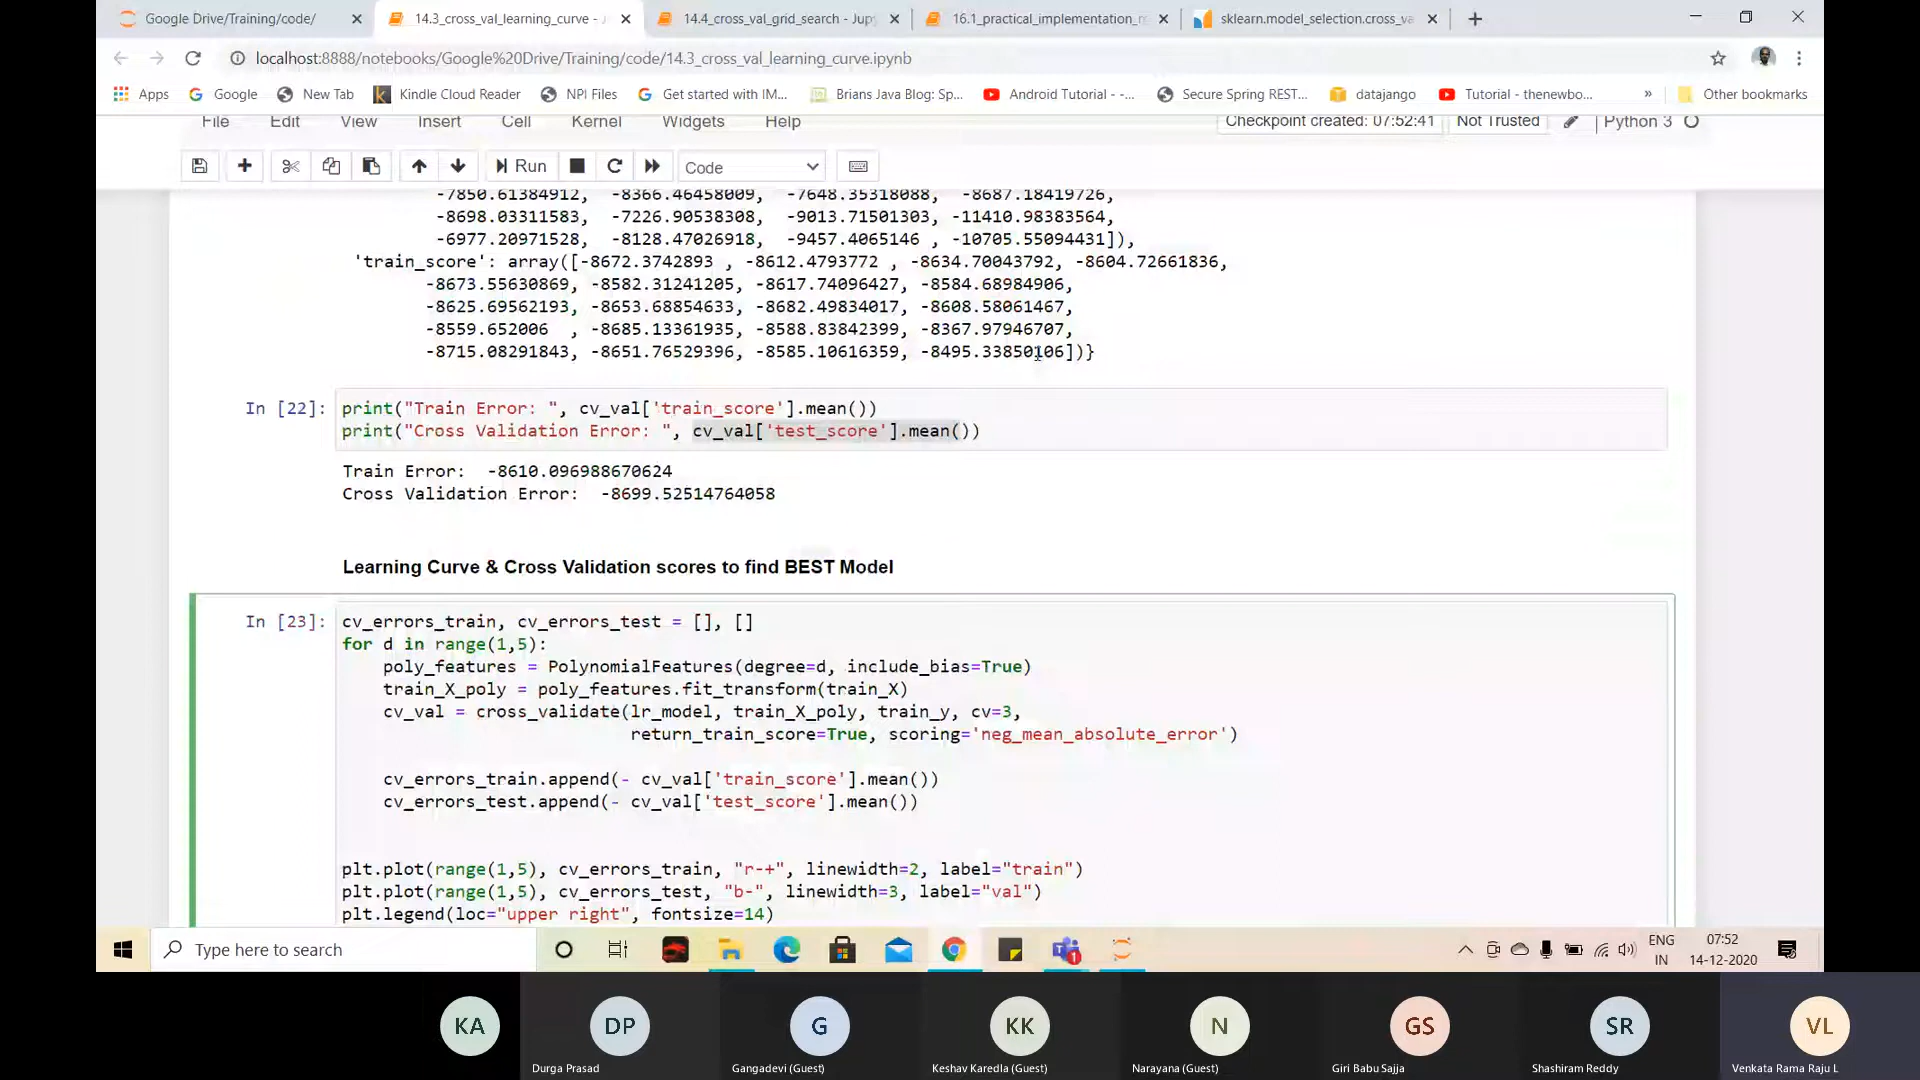 Google Drive/Training/code/
14.3_cross_val_learning_curve - J
14.4_cross_val_grid_search - Jup
16.1_practical_implementation_r
sklearn.model_selection.cross_va
localhost:8888/notebooks/Google%20Drive/Training/code/14.3_cross_val_learning_curve.ipynb
Apps
Google
New Tab
Kindle Cloud Reader
NPI Files
Get started with IM...
Brians Java Blog: Sp...
Android Tutorial - -...
Secure Spring REST...
datajango
Tutorial - thenewbo...
»
Other bookmarks
File Edit View Insert Cell Kernel Widgets Help
Checkpoint created: 07:52:41
Not Trusted
Python 3
Run
Code
-7850.61384912, -8366.46458009, -7648.35318088, -8687.18419726,
-8698.03311583, -7226.90538308, -9013.71501303, -11410.98383564,
-6977.20971528, -8128.47026918, -9457.4065146 , -10705.55094431]),
'train_score': array([-8672.3742893 , -8612.4793772 , -8634.70043792, -8604.72661836,
-8673.55630869, -8582.31241205, -8617.74096427, -8584.68984906,
-8625.69562193, -8653.68854633, -8682.49834017, -8608.58061467,
-8559.652006 , -8685.13361935, -8588.83842399, -8367.97946707,
-8715.08291843, -8651.76529396, -8585.10616359, -8495.33850106])}
In [22]:
print("Train Error: ", cv_val['train_score'].mean())
print("Cross Validation Error: ", cv_val['test_score'].mean())
Train Error: -8610.096988670624
Cross Validation Error: -8699.52514764058
Learning Curve & Cross Validation scores to find BEST Model
In [23]:
cv_errors_train, cv_errors_test = [], []
for d in range(1,5):
poly_features = PolynomialFeatures(degree=d, include_bias=True)
train_X_poly = poly_features.fit_transform(train_X)
cv_val = cross_validate(lr_model, train_X_poly, train_y, cv=3,
return_train_score=True, scoring='neg_mean_absolute_error')
cv_errors_train.append(- cv_val['train_score'].mean())
cv_errors_test.append(- cv_val['test_score'].mean())
plt.plot(range(1,5), cv_errors_train, "r-+", linewidth=2, label="train")
plt.plot(range(1,5), cv_errors_test, "b-", linewidth=3, label="val")
plt.legend(loc="upper right", fontsize=14)
Type here to search
1
ENG
IN
07:52
14-12-2020
KA
DP
Durga Prasad
G
Gangadevi (Guest)
KK
Keshav Karedla (Guest)
N
Narayana (Guest)
GS
Giri Babu Sajja
SR
Shashiram Reddy
VL
Venkata Rama Raju L